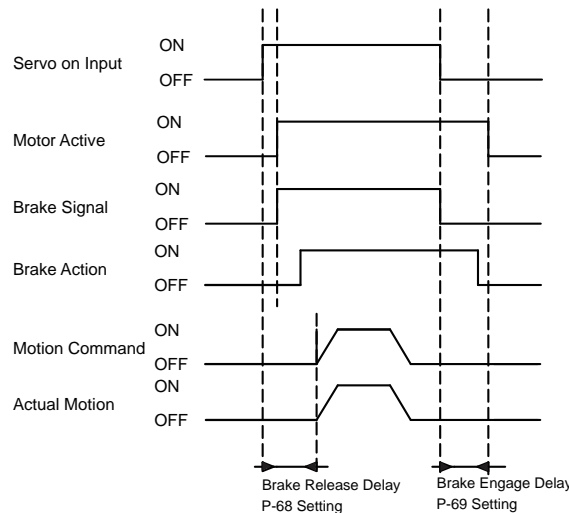 ON
Servo on Input
OFF
ON
Motor Active
OFF
ON
Brake Signal
OFF
ON
Brake Action
OFF
ON
Motion Command
OFF
ON
Actual Motion
OFF
Brake Release Delay Brake Engage Delay
P-68 Setting P-69 Setting